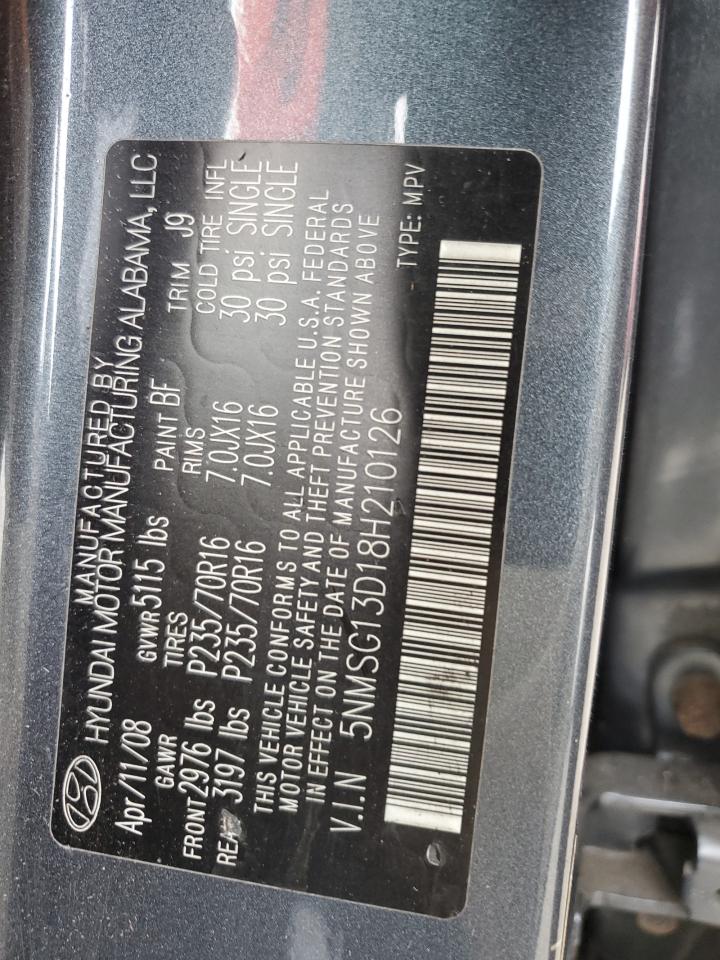 MANUFACTURED BY
HYUNDAI MOTOR MANUFACTURING ALABAMA, LLC
Apr/11/08 GVWR 5115 lbs PAINT BF TRIM J9
GAWR TIRES RIMS COLD TIRE INFL
FRONT 2976 lbs P235/70R16 7.0JX16 30 psi SINGLE
REA 3197 lbs P235/70R16 7.0JX16 30 psi SINGLE
THIS VEHICLE CONFORMS TO ALL APPLICABLE U.S.A. FEDERAL
MOTOR VEHICLE SAFETY AND THEFT PREVENTION STANDARDS
IN EFFECT ON THE DATE OF MANUFACTURE SHOWN ABOVE
V.I.N 5NMSG13D18H210126 TYPE: MPV